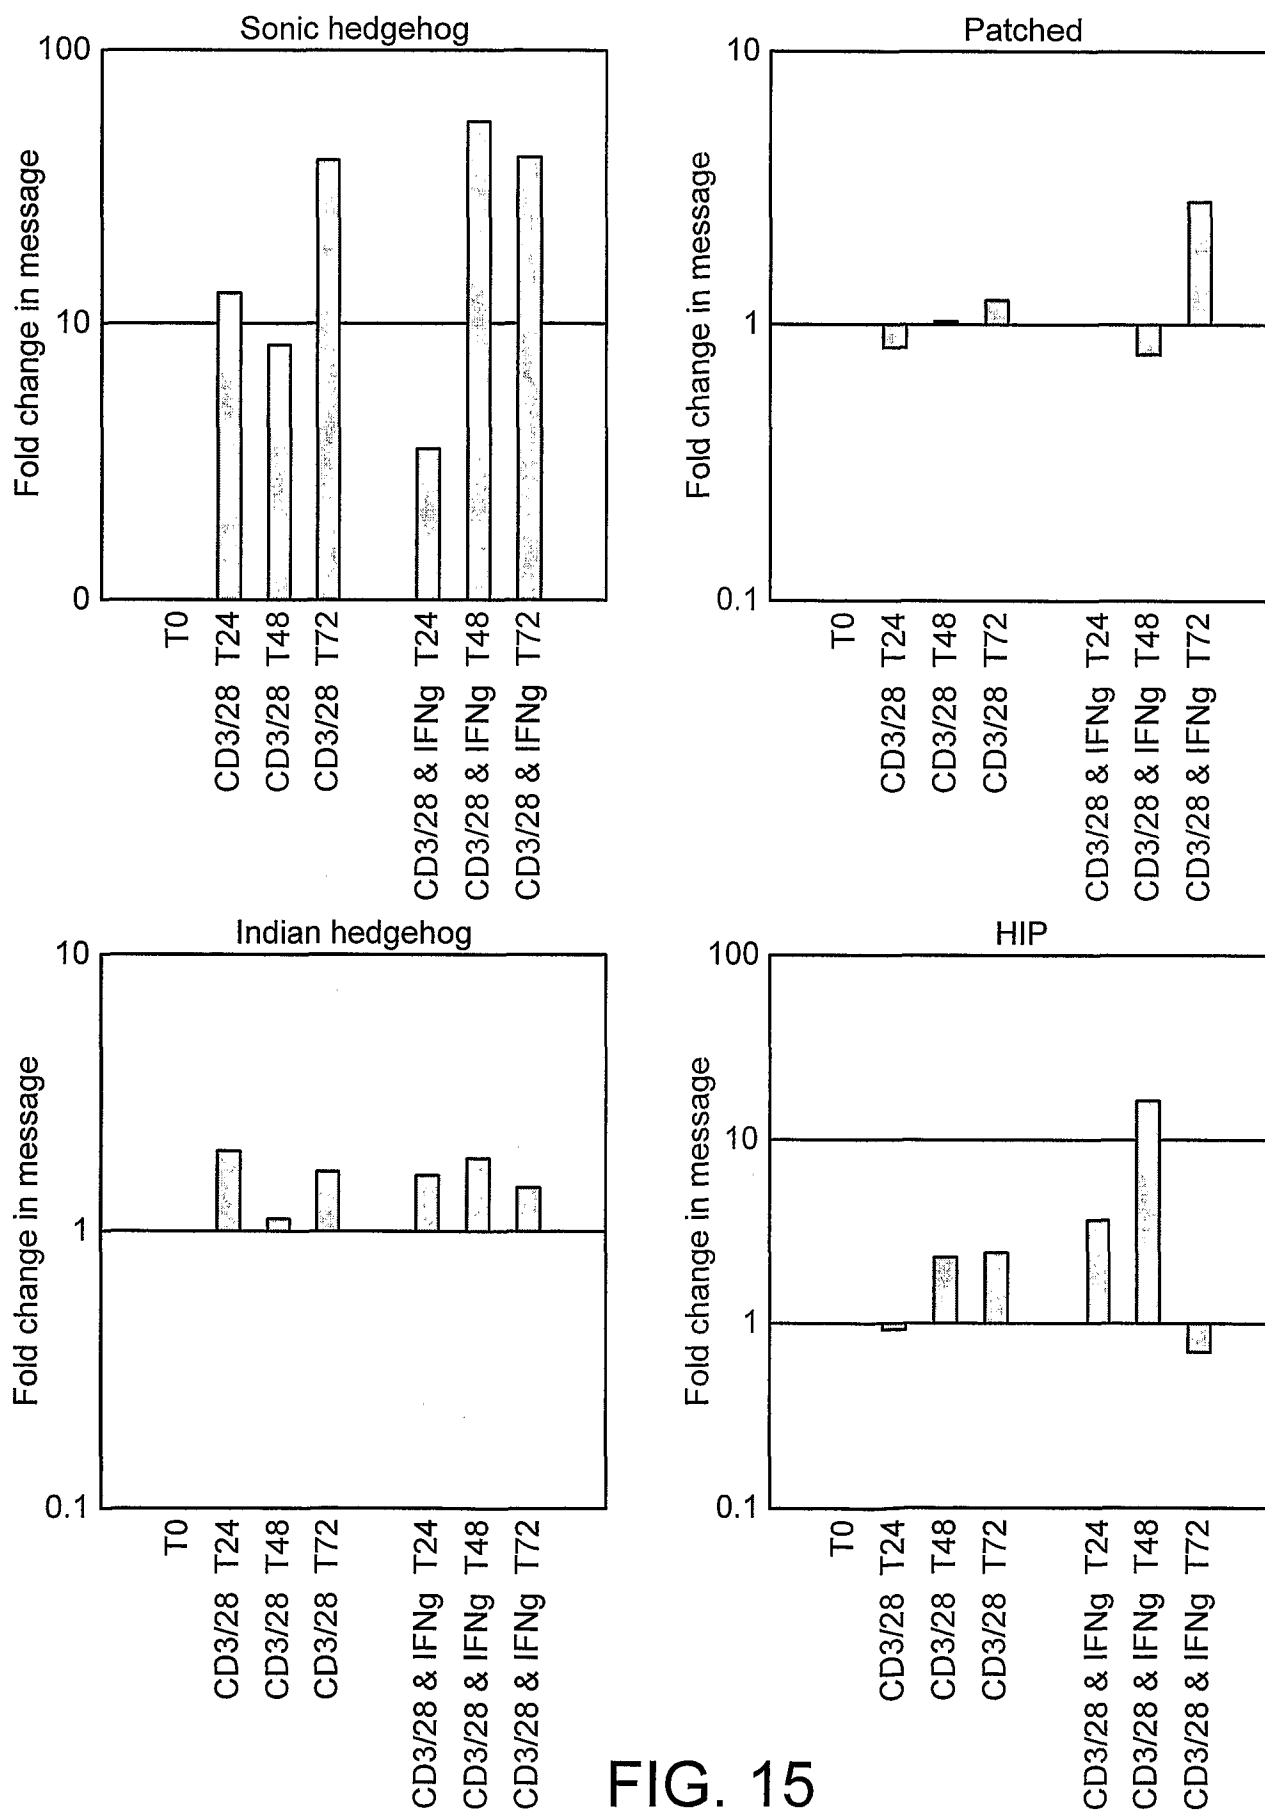 Sonic hedgehog
100
10
0
Fold change in message
T0
CD3/28 T24
CD3/28 T48
CD3/28 T72
CD3/28 & IFNg T24
CD3/28 & IFNg T48
CD3/28 & IFNg T72
Patched
10
1
0.1
Fold change in message
T0
CD3/28 T24
CD3/28 T48
CD3/28 T72
CD3/28 & IFNg T24
CD3/28 & IFNg T48
CD3/28 & IFNg T72
Indian hedgehog
10
1
0.1
Fold change in message
T0
CD3/28 T24
CD3/28 T48
CD3/28 T72
CD3/28 & IFNg T24
CD3/28 & IFNg T48
CD3/28 & IFNg T72
HIP
100
10
1
0.1
Fold change in message
T0
CD3/28 T24
CD3/28 T48
CD3/28 T72
CD3/28 & IFNg T24
CD3/28 & IFNg T48
CD3/28 & IFNg T72
FIG. 15